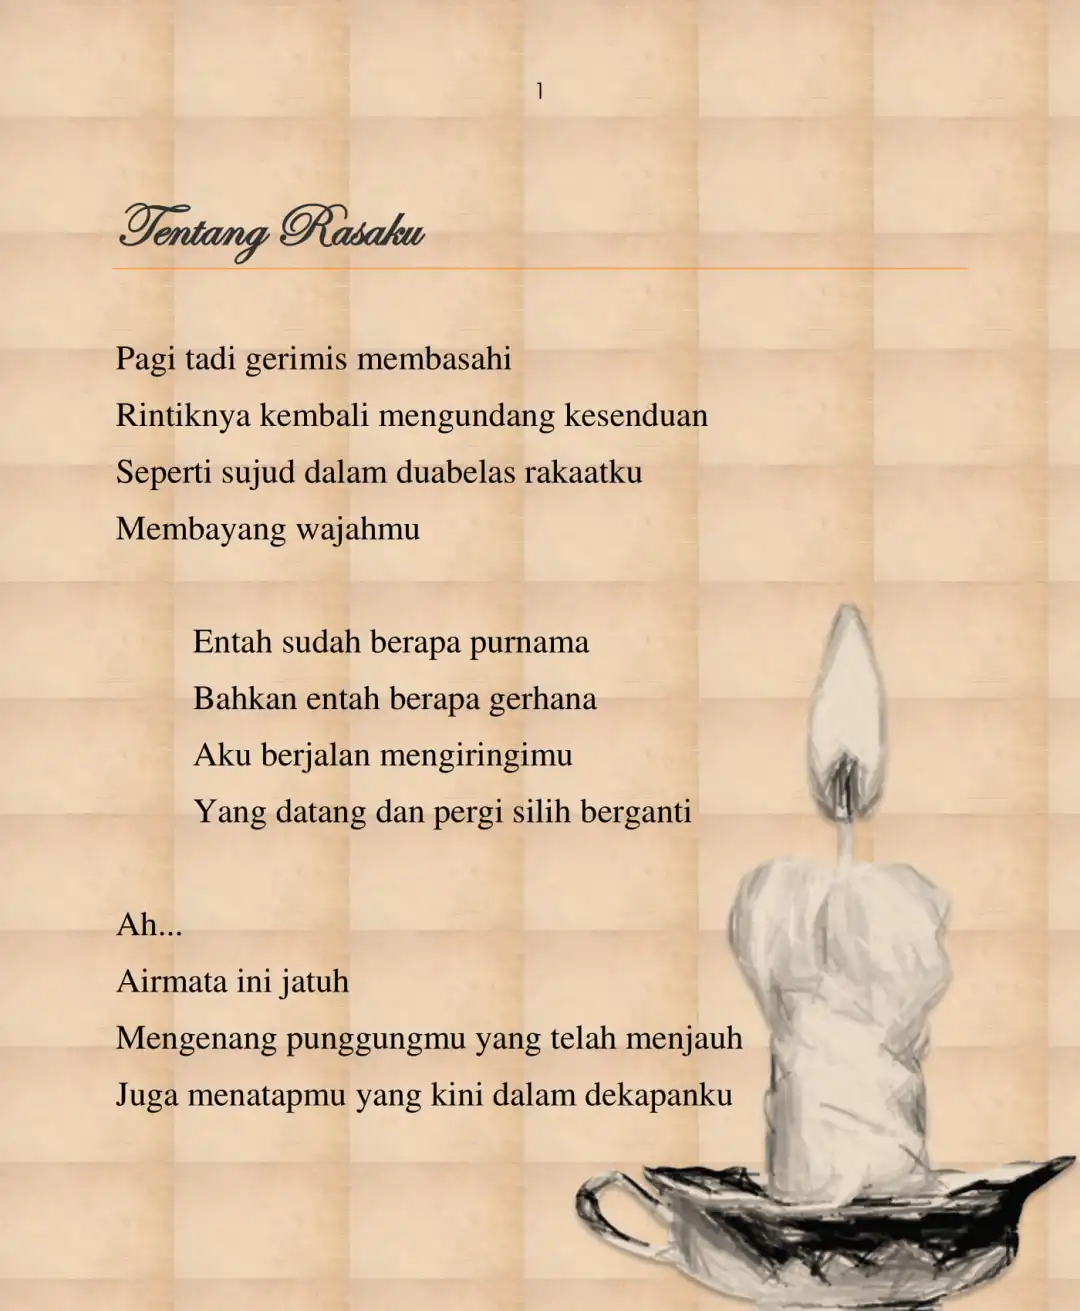 1
Tentang Rasaku
Pagi tadi gerimis membasahi
Rintiknya kembali mengundang kesenduan
Seperti sujud dalam duabelas rakaatku
Membayang wajahmu
Entah sudah berapa purnama
Bahkan entah berapa gerhana
Aku berjalan mengiringimu
Yang datang dan pergi silih berganti
Ah...
Airmata ini jatuh
Mengenang punggungmu yang telah menjauh
Juga menatapmu yang kini dalam dekapanku